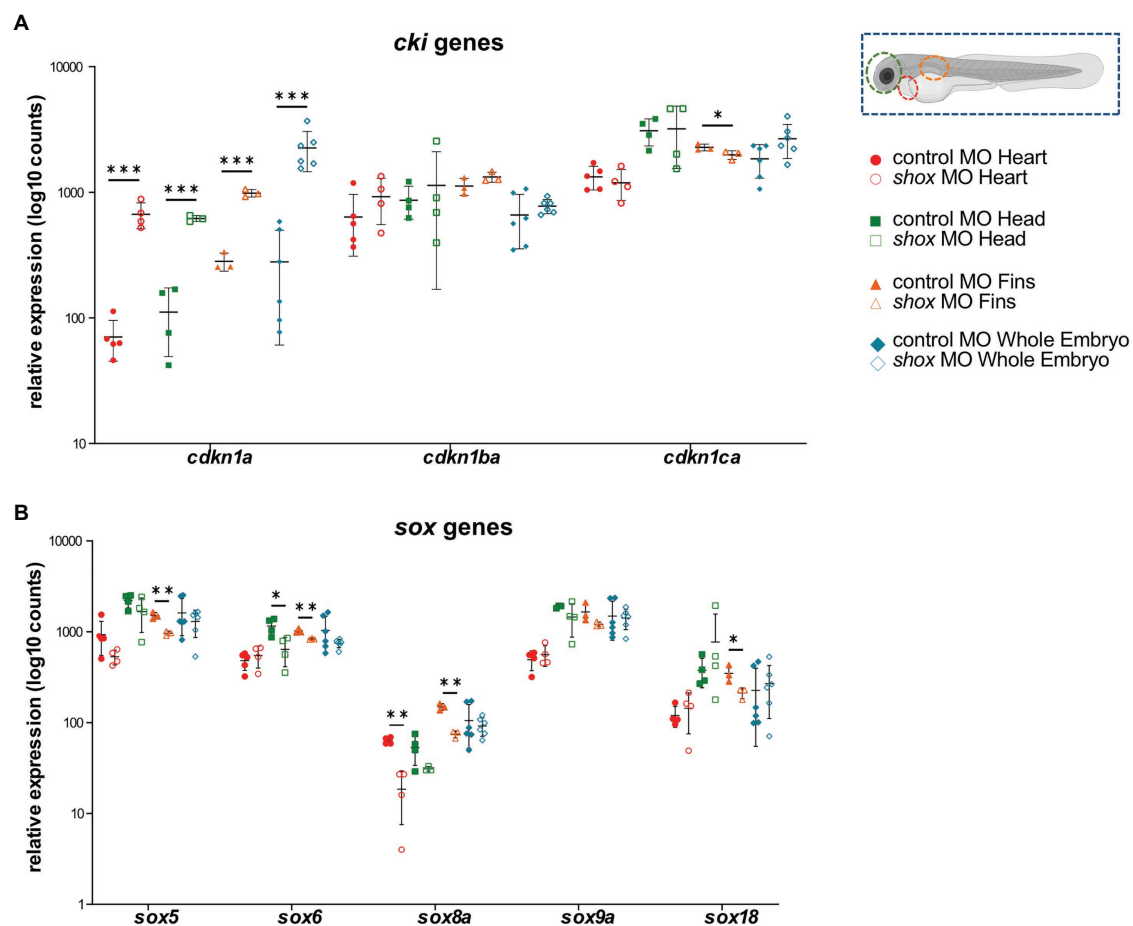 A
cki genes
relative expression (log10 counts)
10000
1000
100
10
***
***
***
***
*
cdkn1a
cdkn1ba
cdkn1ca
control MO Heart
shox MO Heart
control MO Head
shox MO Head
control MO Fins
shox MO Fins
control MO Whole Embryo
shox MO Whole Embryo
B
sox genes
relative expression (log10 counts)
10000
1000
100
10
1
**
*
**
**
**
*
sox5
sox6
sox8a
sox9a
sox18